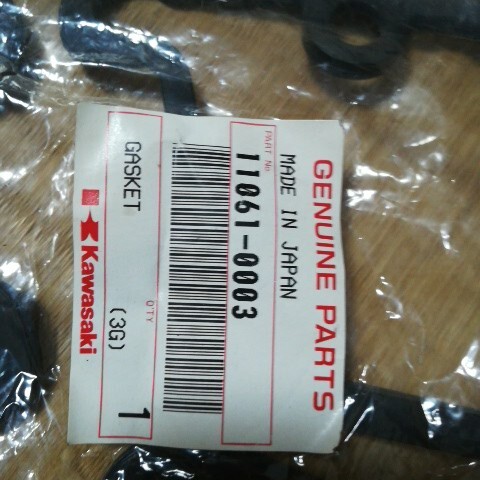 GENUINE PARTS
MADE IN JAPAN
PART No.
11061-0003
GASKET
QTY
1
(3G)
Kawasaki